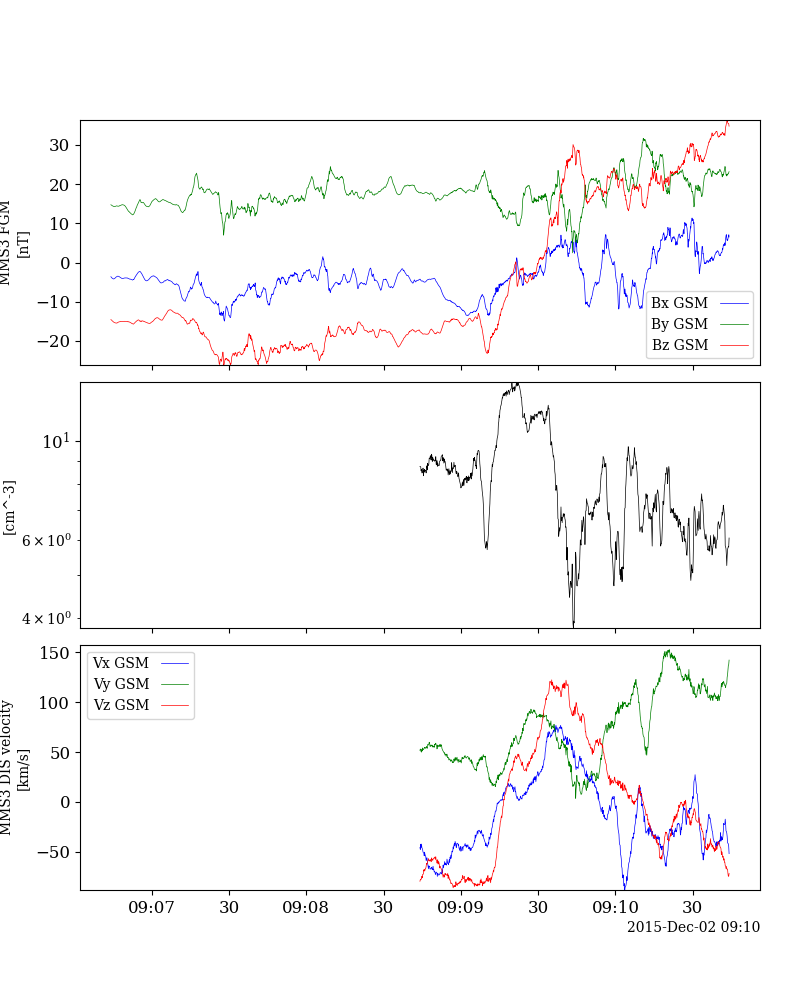 30
20
10
0
−10
−20
MMS3 FGM
[nT]
Bx GSM
By GSM
Bz GSM
10¹
6 × 10⁰
4 × 10⁰
[cm^-3]
150
100
50
0
−50
MMS3 DIS velocity
[km/s]
Vx GSM
Vy GSM
Vz GSM
09:07 30 09:08 30 09:09 30 09:10 30
2015-Dec-02 09:10